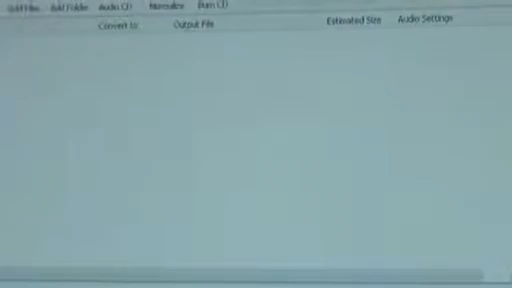 Add Files Add Folder Audio CD Normalize Burn CD
Convert to: Output File Estimated Size Audio Settings